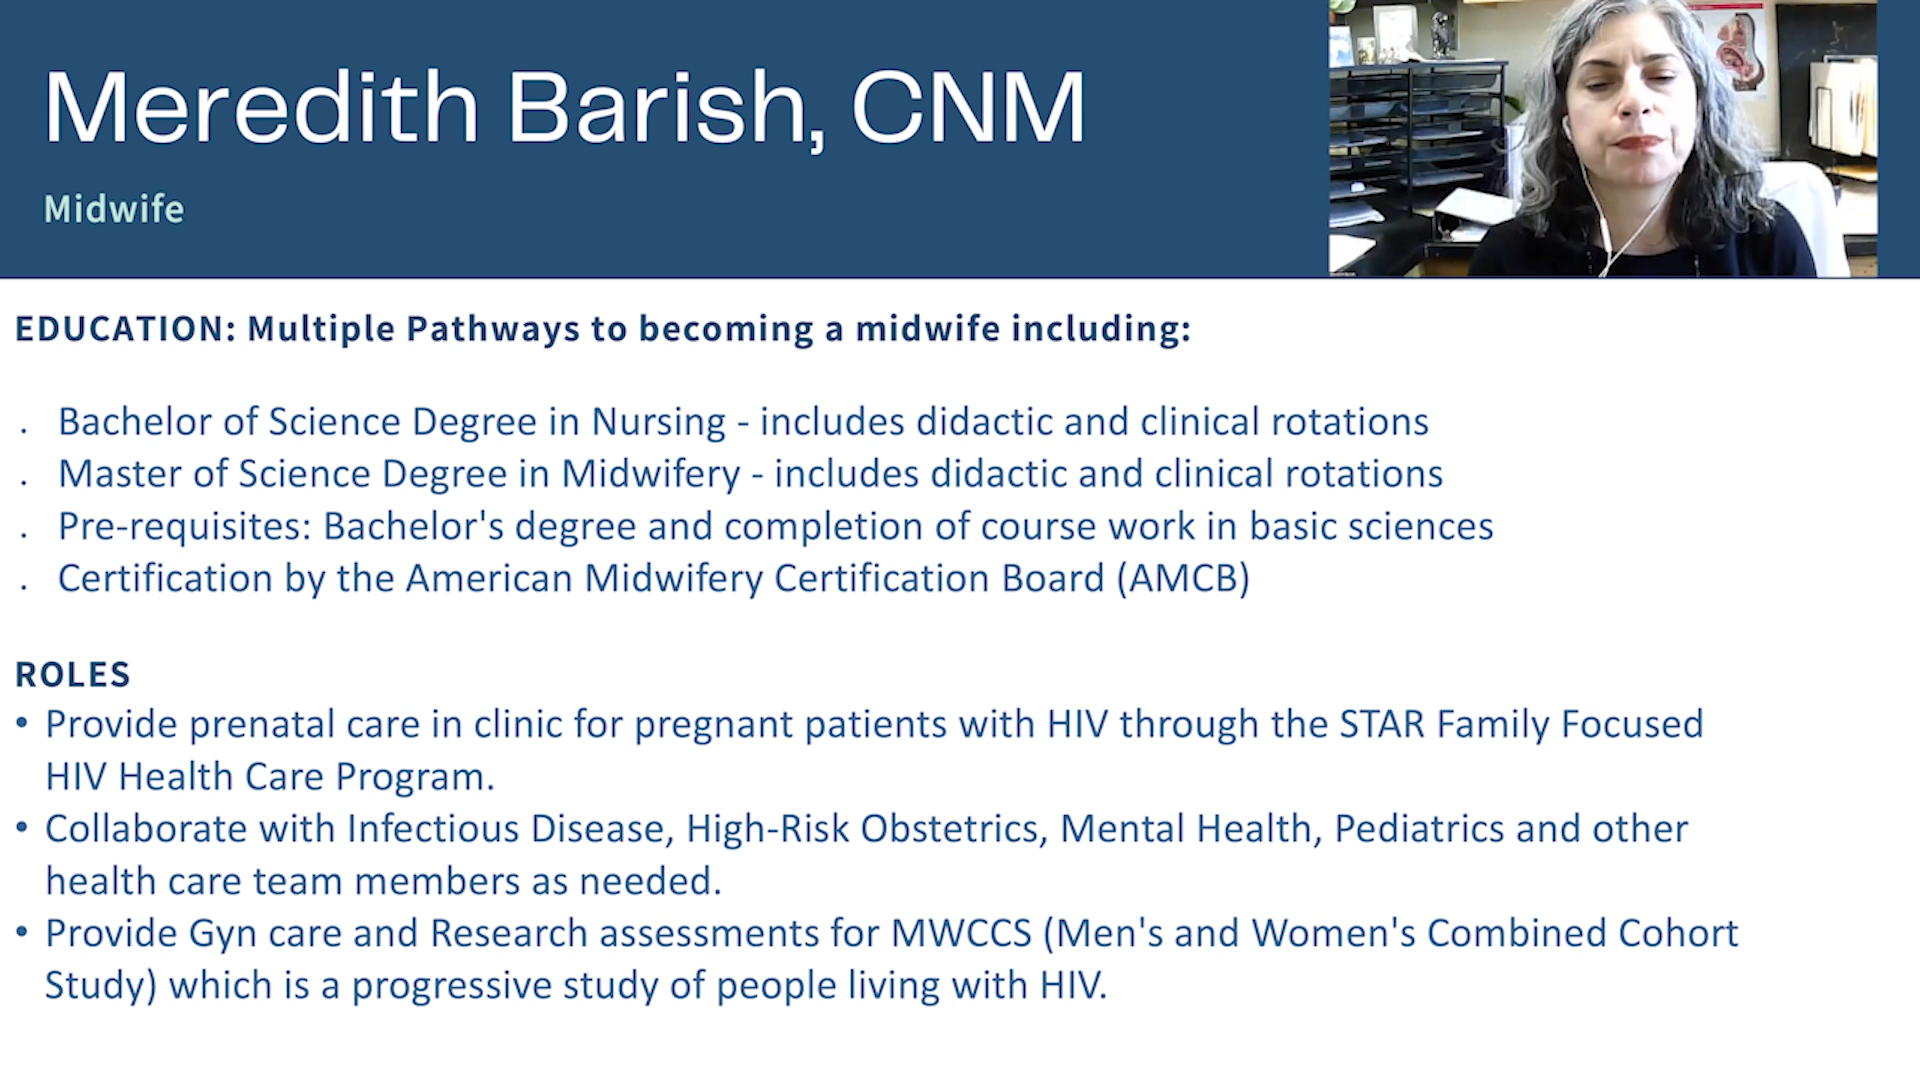 Meredith Barish, CNM
Midwife
EDUCATION: Multiple Pathways to becoming a midwife including:
. Bachelor of Science Degree in Nursing - includes didactic and clinical rotations
. Master of Science Degree in Midwifery - includes didactic and clinical rotations
. Pre-requisites: Bachelor's degree and completion of course work in basic sciences
. Certification by the American Midwifery Certification Board (AMCB)
ROLES
• Provide prenatal care in clinic for pregnant patients with HIV through the STAR Family Focused
HIV Health Care Program.
• Collaborate with Infectious Disease, High-Risk Obstetrics, Mental Health, Pediatrics and other
health care team members as needed.
• Provide Gyn care and Research assessments for MWCCS (Men's and Women's Combined Cohort
Study) which is a progressive study of people living with HIV.